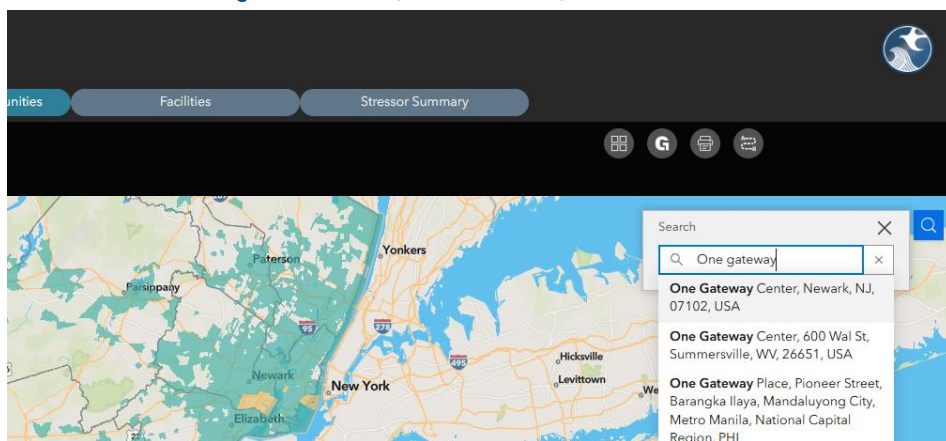 unities
Facilities
Stressor Summary
G
Search
One gateway
One Gateway Center, Newark, NJ,
07102, USA
One Gateway Center, 600 Wal St,
Summersville, WV, 26651, USA
One Gateway Place, Pioneer Street,
Barangka Ilaya, Mandaluyong City,
Metro Manila, National Capital
Region, PHL
Yonkers
Paterson
Parsippany
95
278
495
Hicksville
Levittown
We
Newark
New York
Elizabeth
22